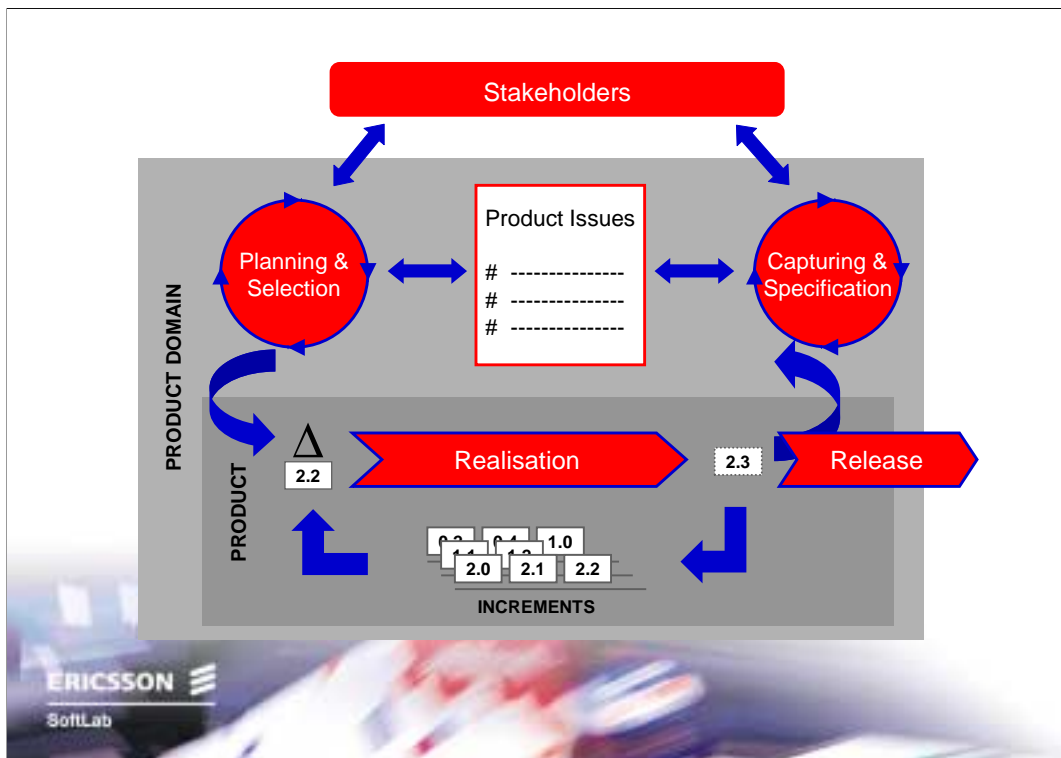 Stakeholders
Product Issues
# ---------------
# ---------------
# ---------------
Planning &
Selection
Capturing &
Specification
PRODUCT DOMAIN
PRODUCT
Δ
2.2
Realisation
2.3
Release
1.0
2.0 2.1 2.2
INCREMENTS
ERICSSON
SoftLab